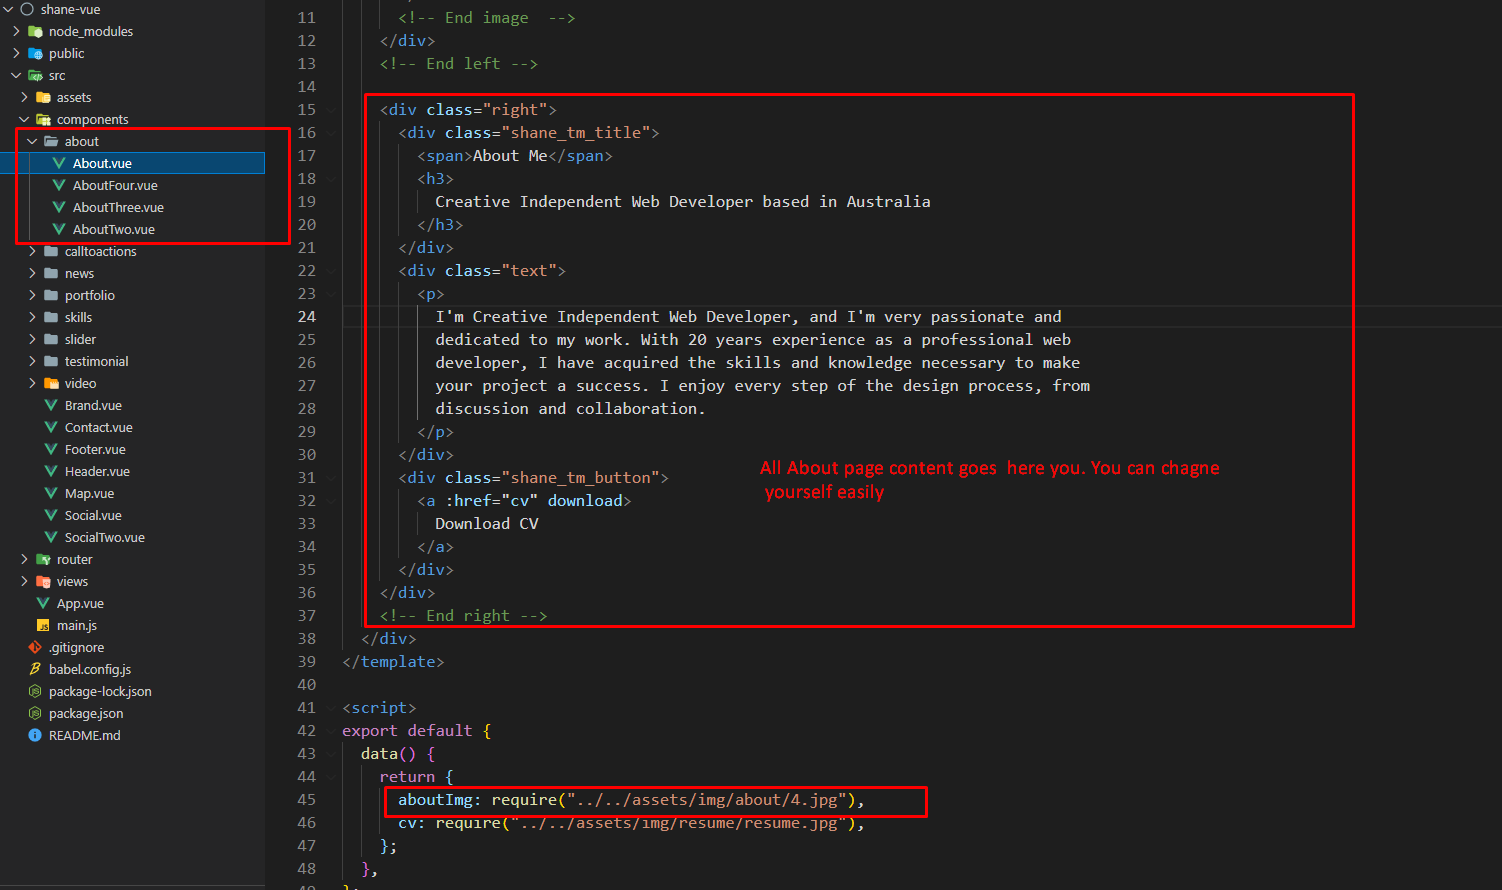 shane-vue
node_modules
public
src
assets
components
about
About.vue
AboutFour.vue
AboutThree.vue
AboutTwo.vue
calltoactions
news
portfolio
skills
slider
testimonial
video
Brand.vue
Contact.vue
Footer.vue
Header.vue
Map.vue
Social.vue
SocialTwo.vue
router
views
App.vue
main.js
.gitignore
babel.config.js
package-lock.json
package.json
README.md
11 <!-- End image  -->
12 </div>
13 <!-- End left -->
14
15 <div class="right">
16 <div class="shane_tm_title">
17 <span>About Me</span>
18 <h3>
19 Creative Independent Web Developer based in Australia
20 </h3>
21 </div>
22 <div class="text">
23 <p>
24 I'm Creative Independent Web Developer, and I'm very passionate and
25 dedicated to my work. With 20 years experience as a professional web
26 developer, I have acquired the skills and knowledge necessary to make
27 your project a success. I enjoy every step of the design process, from
28 discussion and collaboration.
29 </p>
30 </div>
31 <div class="shane_tm_button">
32 <a :href="cv" download>
33 Download CV
34 </a>
35 </div>
36 </div>
37 <!-- End right -->
38 </div>
39 </template>
40
41 <script>
42 export default {
43 data() {
44 return {
45 aboutImg: require("../../assets/img/about/4.jpg"),
46 cv: require("../../assets/img/resume/resume.jpg"),
47 };
48 },
All About page content goes  here you. You can chagne
yourself easily